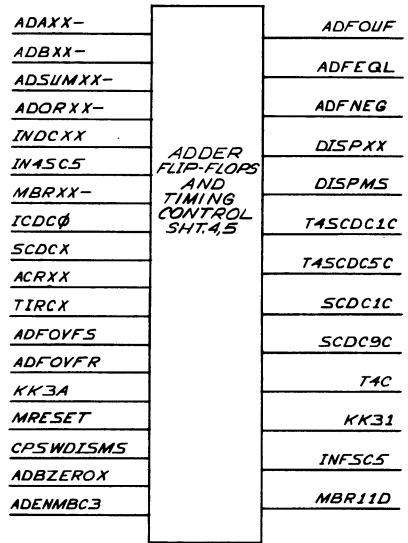 ADAXX-
ADBXX-
ADSUMXX-
ADORXX-
INDCXX
IN4SC5
MBRXX-
ICDCØ
SCDCX
ACRXX
TIRCX
ADFOVFS
ADFOVFR
KK3A
MRESET
CPSWDISMS
ADBZEROX
ADENMBC3
ADDER
FLIP-FLOPS
AND
TIMING
CONTROL
SHT.4,5
ADFOUF
ADFEQL
ADFNEG
DISPXX
DISPMS
T4SCDC1C
T4SCDC5C
SCDC1C
SCDC9C
T4C
KK31
INFSC5
MBR11D